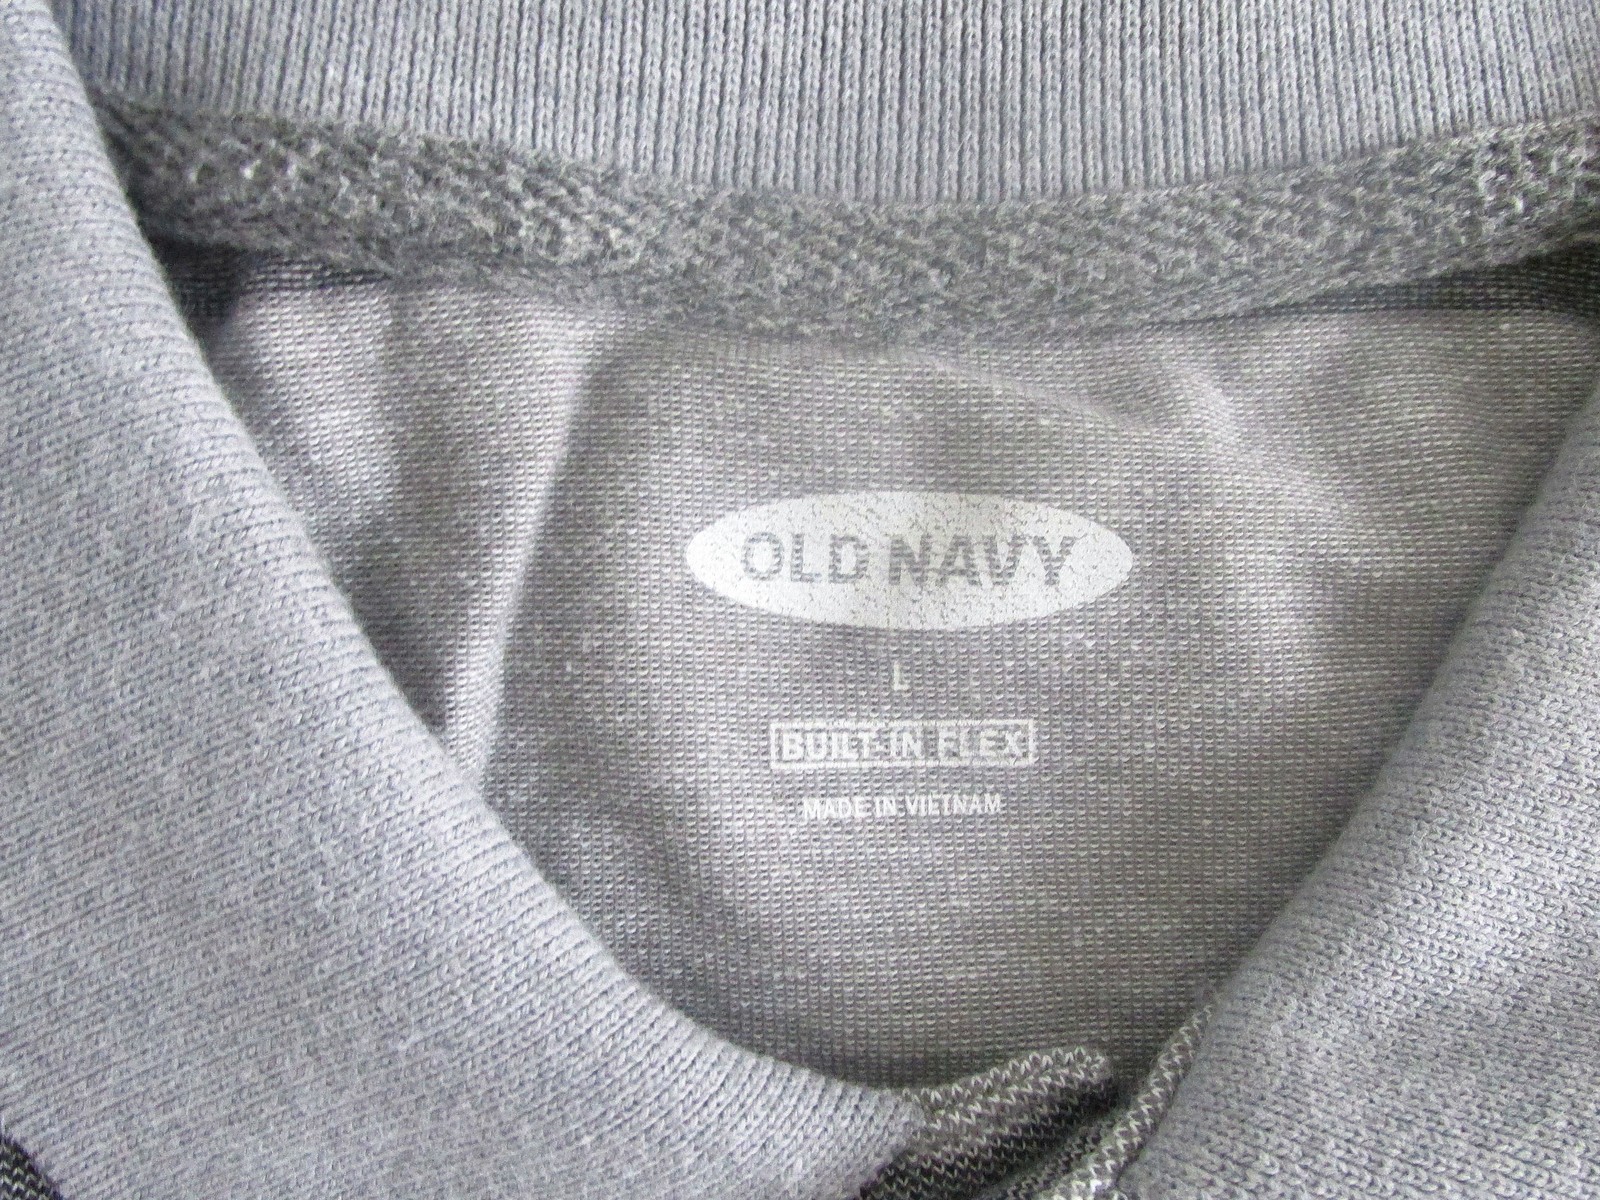 OLD NAVY
L
BUILT-IN FLEX
MADE IN VIETNAM